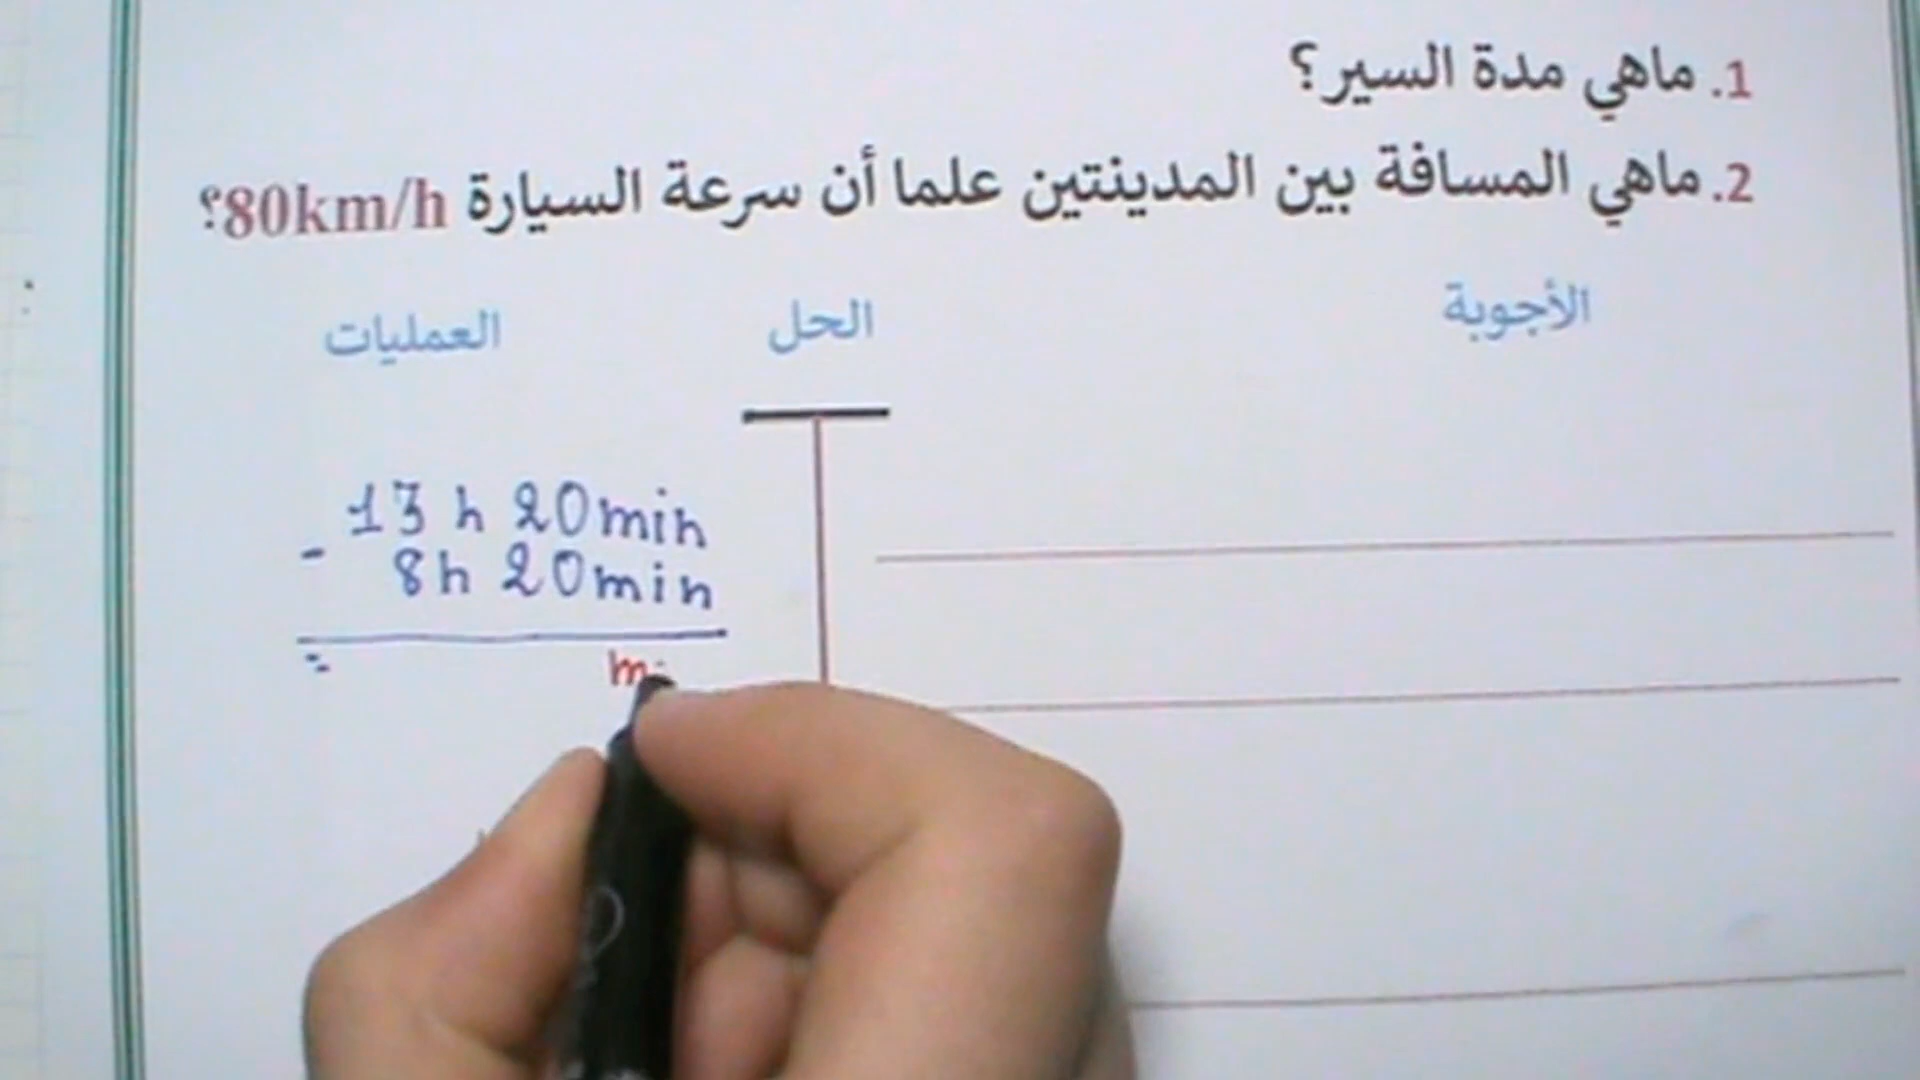 1. ماهي مدة السير؟
2. ماهي المسافة بين المدينتين علما أن سرعة السيارة 80km/h؟
الأجوبة
الحل
العمليات
13 h 20min
- 8h 20min
= mi